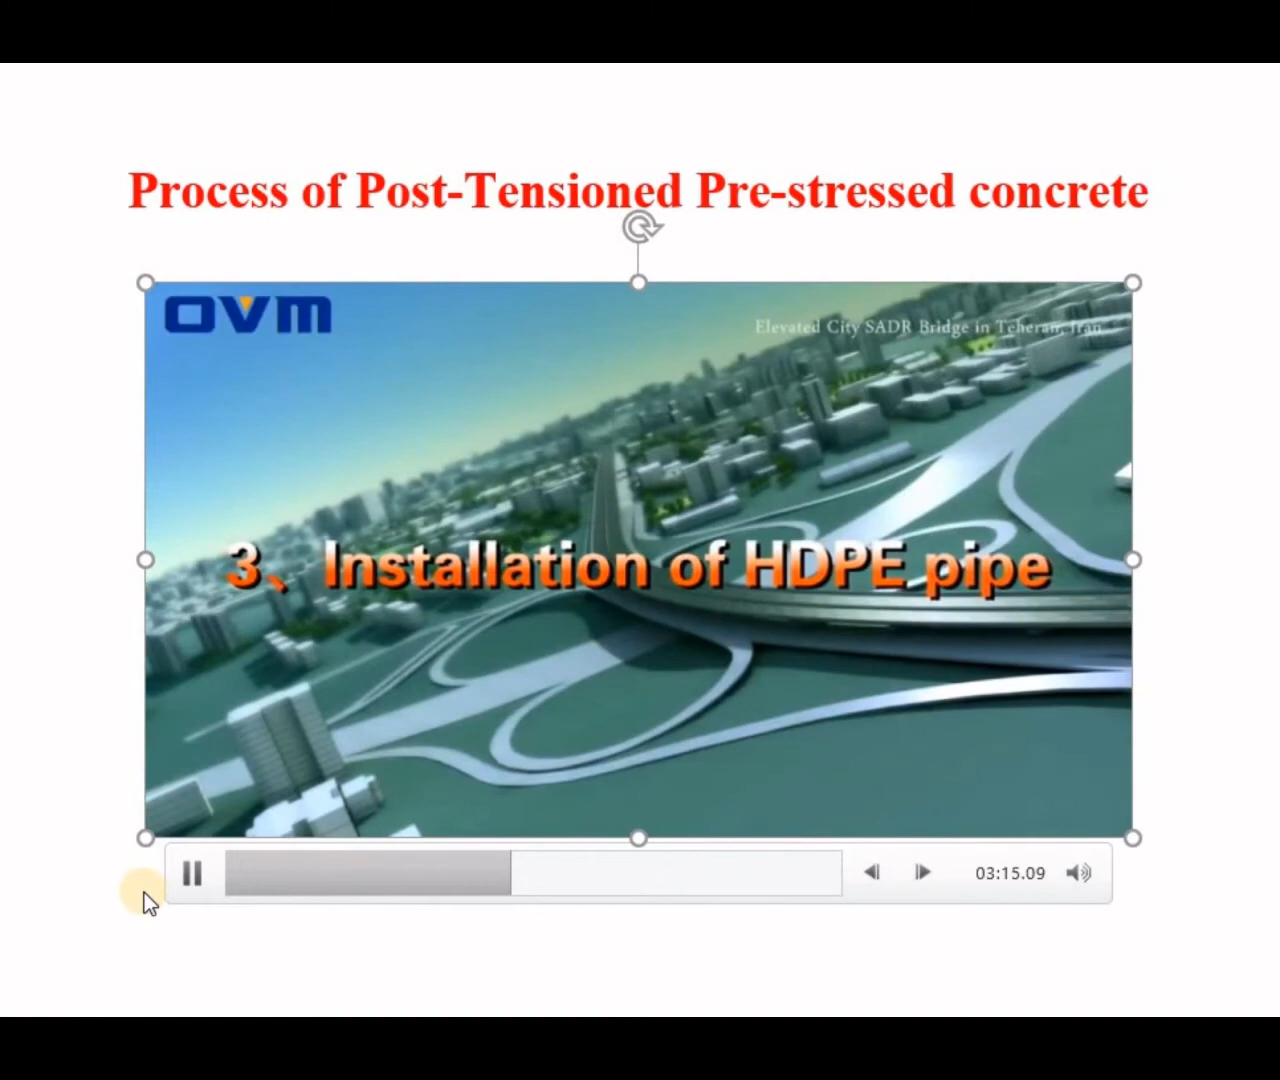 Process of Post-Tensioned Pre-stressed concrete
OVM
Elevated City SADR Bridge in Teheran, Iran
3、Installation of HDPE pipe
03:15.09